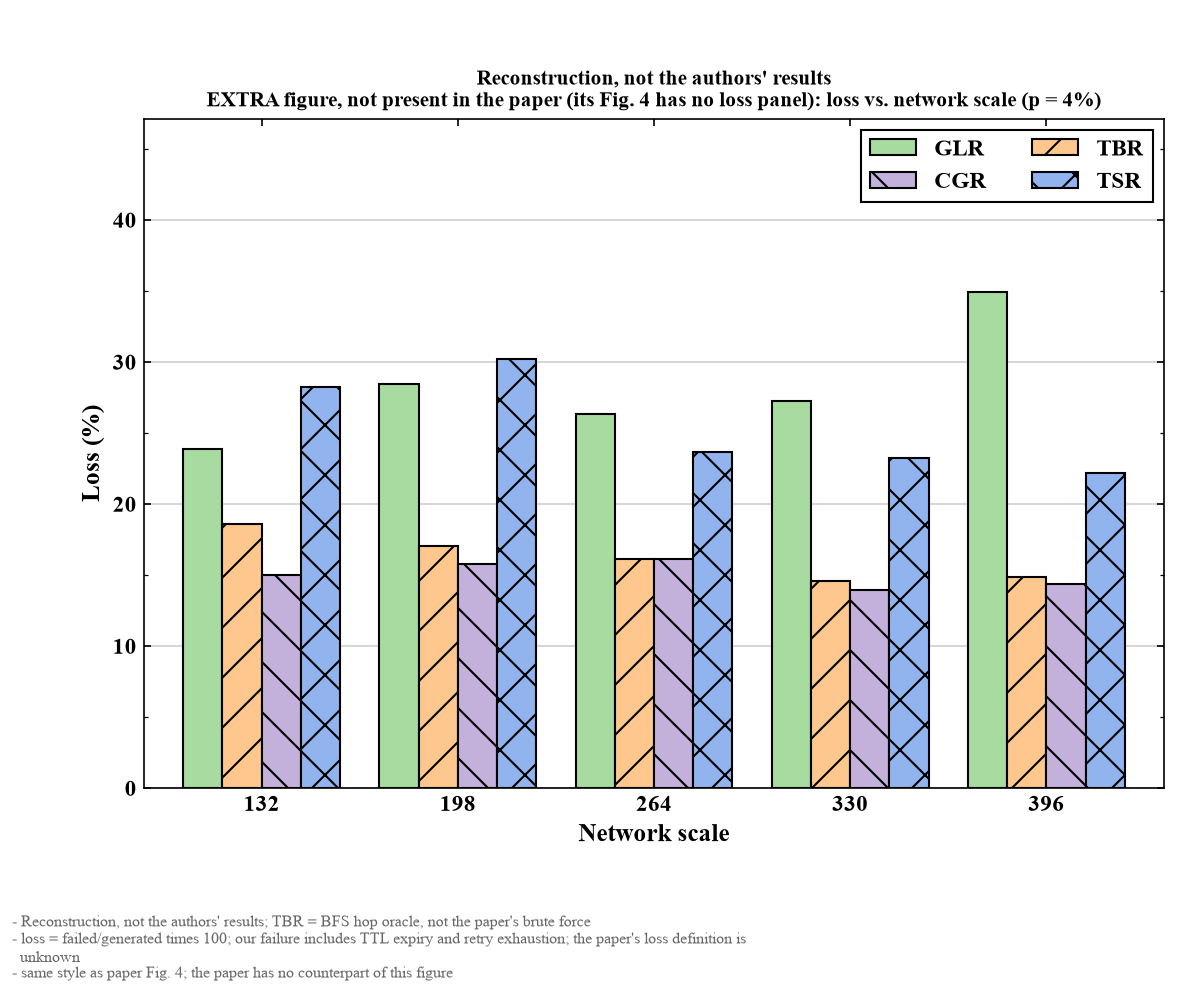 Reconstruction, not the authors' results
EXTRA figure, not present in the paper (its Fig. 4 has no loss panel): loss vs. network scale (p = 4%)
GLR TBR
CGR TSR
Loss (%)
40
30
20
10
0
132 198 264 330 396
Network scale
- Reconstruction, not the authors' results; TBR = BFS hop oracle, not the paper's brute force
- loss = failed/generated times 100; our failure includes TTL expiry and retry exhaustion; the paper's loss definition is
unknown
- same style as paper Fig. 4; the paper has no counterpart of this figure